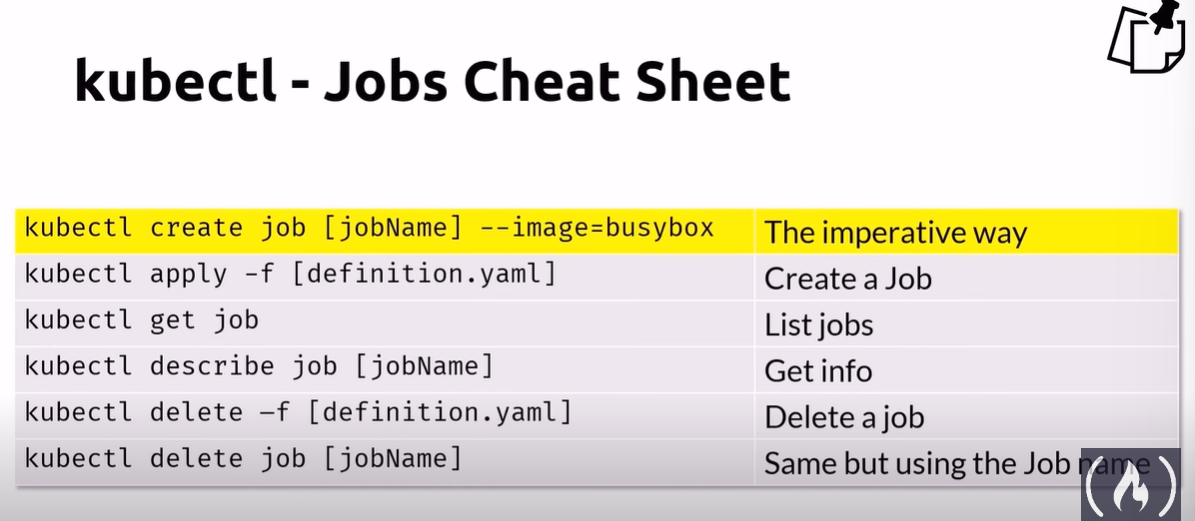 kubectl - Jobs Cheat Sheet
kubectl create job [jobName] --image=busybox The imperative way
kubectl apply -f [definition.yaml] Create a Job
kubectl get job List jobs
kubectl describe job [jobName] Get info
kubectl delete –f [definition.yaml] Delete a job
kubectl delete job [jobName] Same but using the Job name